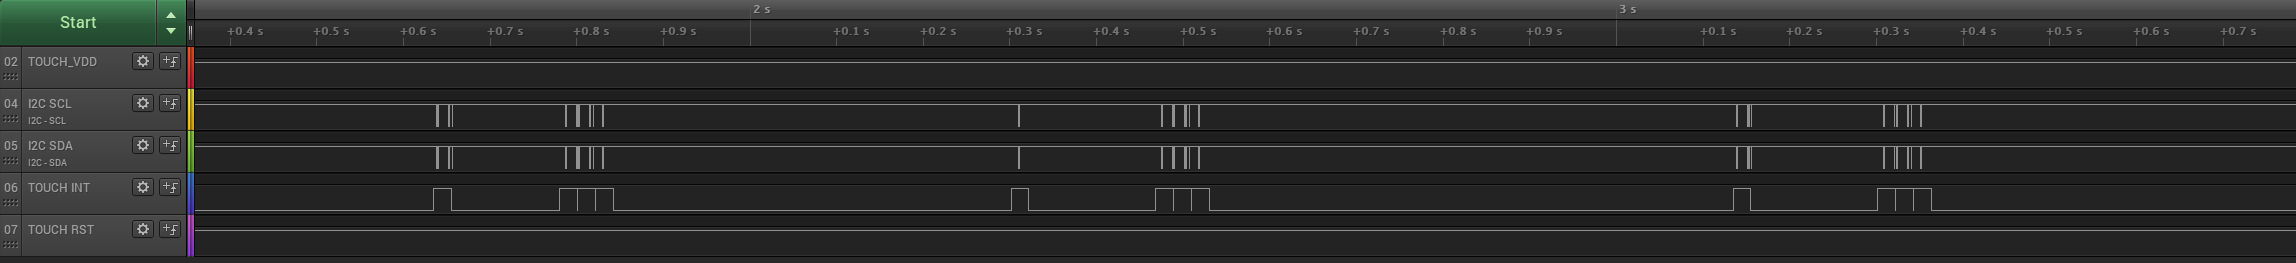 Start
2 s
3 s
+0.4 s +0.5 s +0.6 s +0.7 s +0.8 s +0.9 s +0.1 s +0.2 s +0.3 s +0.4 s +0.5 s +0.6 s +0.7 s +0.8 s +0.9 s +0.1 s +0.2 s +0.3 s +0.4 s +0.5 s +0.6 s +0.7 s
02 TOUCH_VDD
04 I2C SCL
I2C - SCL
05 I2C SDA
I2C - SDA
06 TOUCH INT
07 TOUCH RST